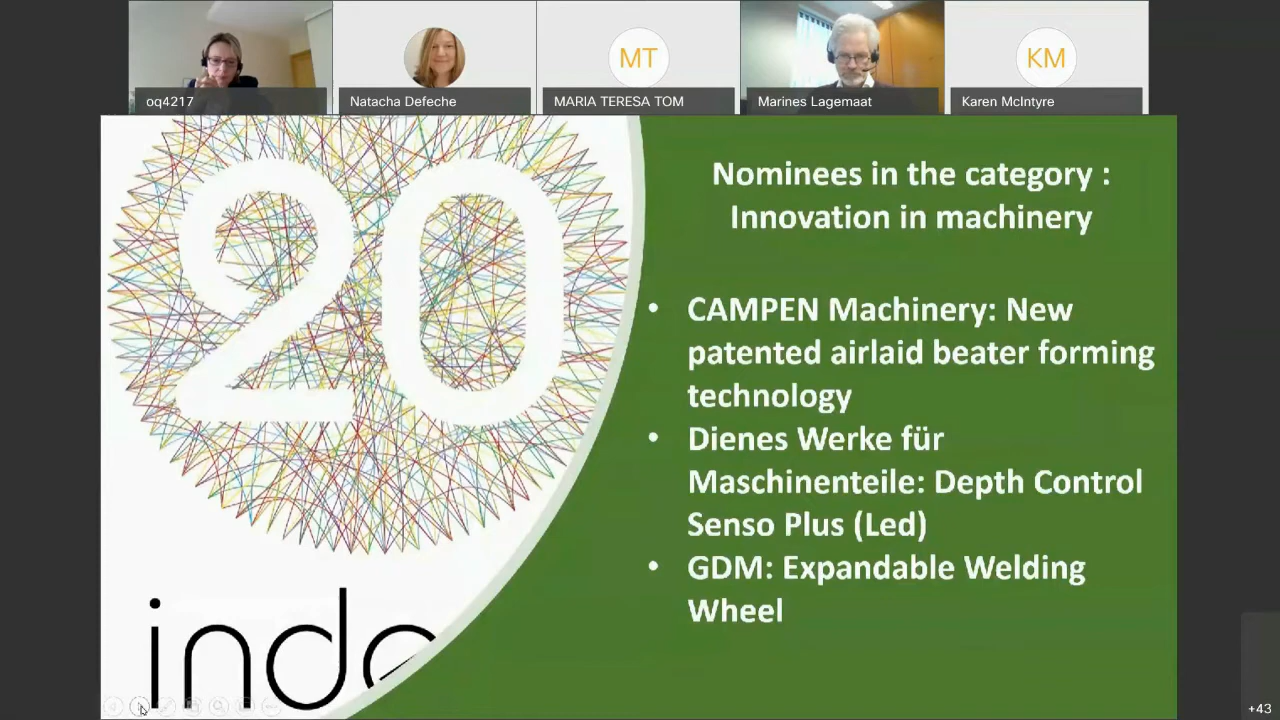 oq4217
Natacha Defeche
MT
MARIA TERESA TOM
Marines Lagemaat
KM
Karen McIntyre
20
inde
Nominees in the category :
Innovation in machinery
• CAMPEN Machinery: New
patented airlaid beater forming
technology
• Dienes Werke für
Maschinenteile: Depth Control
Senso Plus (Led)
• GDM: Expandable Welding
Wheel
+43